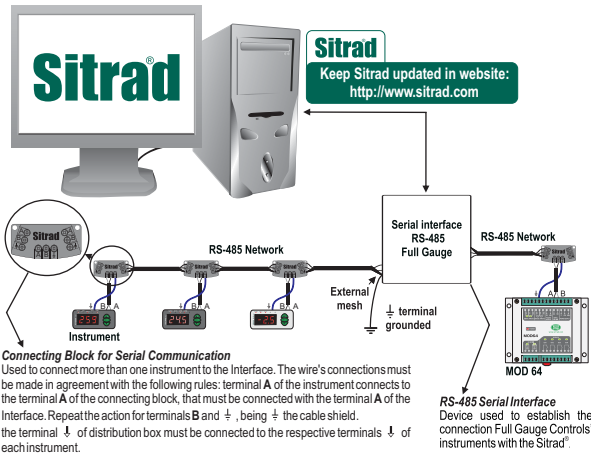 Sitrad®
Sitrad®
Keep Sitrad updated in website:
http://www.sitrad.com
Serial interface
RS-485
Full Gauge
RS-485 Network
RS-485 Network
Sitrad
Sitrad
Sitrad
Sitrad
Sitrad
B A
B A
B A
A B
Instrument
External
mesh
⏚ terminal
grounded
MOD 64
Connecting Block for Serial Communication
Used to connect more than one instrument to the Interface. The wire's connections must
be made in agreement with the following rules: terminal A of the instrument connects to
the terminal A of the connecting block, that must be connected with the terminal A of the
Interface. Repeat the action for terminals B and ⏚ , being ⏚ the cable shield.
the terminal ⏚ of distribution box must be connected to the respective terminals ⏚ of
each instrument.
RS-485 Serial Interface
Device used to establish the
connection Full Gauge Controls'
instruments with the Sitrad®.